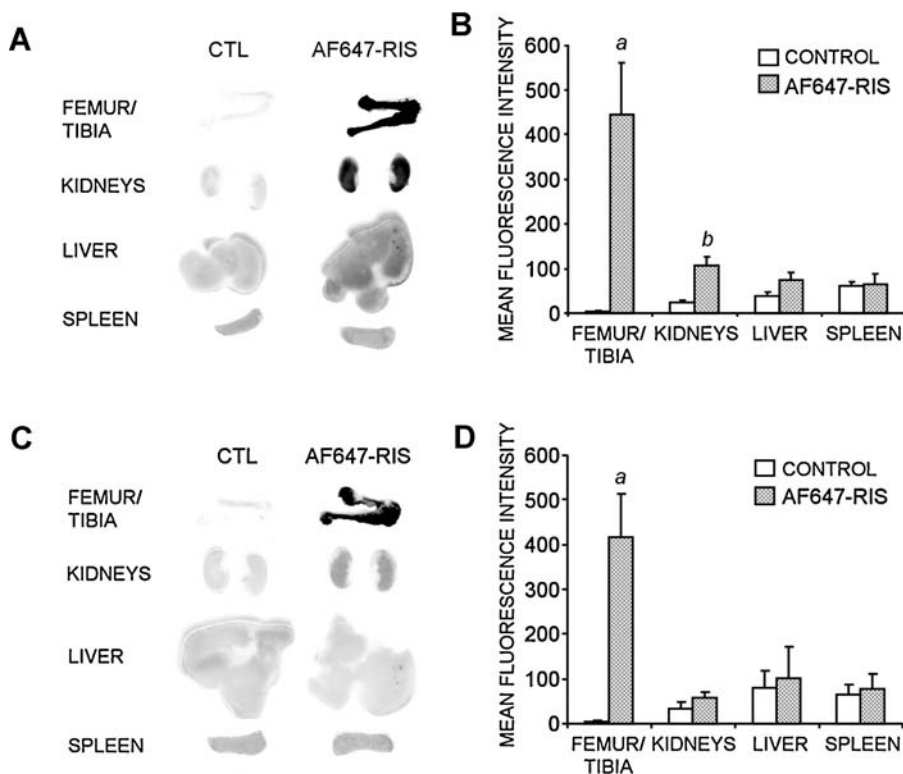 A
CTL
AF647-RIS
FEMUR/
TIBIA
KIDNEYS
LIVER
SPLEEN
B
MEAN FLUORESCENCE INTENSITY
600
500
400
300
200
100
0
a
b
CONTROL
AF647-RIS
FEMUR/
TIBIA
KIDNEYS
LIVER
SPLEEN
C
CTL
AF647-RIS
FEMUR/
TIBIA
KIDNEYS
LIVER
SPLEEN
D
MEAN FLUORESCENCE INTENSITY
600
500
400
300
200
100
0
a
CONTROL
AF647-RIS
FEMUR/
TIBIA
KIDNEYS
LIVER
SPLEEN